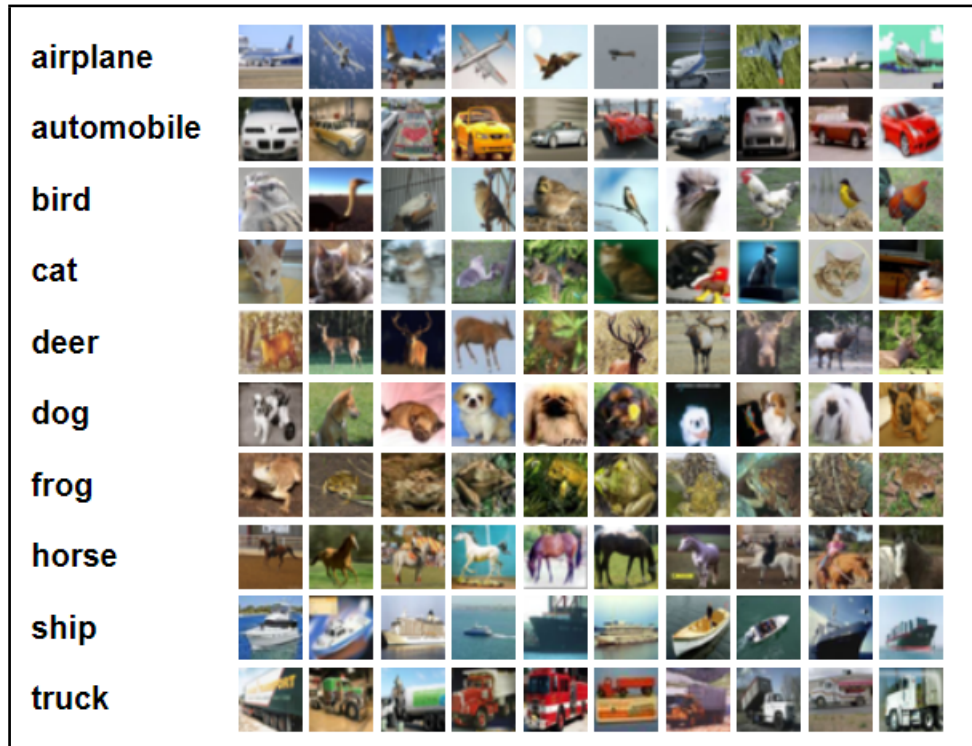 airplane
automobile
bird
cat
deer
dog
frog
horse
ship
truck